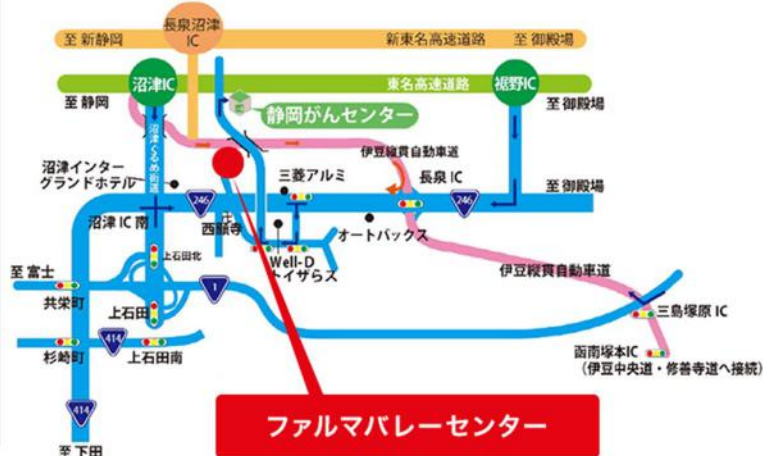 長泉沼津
IC
至 新静岡
新東名高速道路
至 御殿場
沼津IC
東名高速道路
裾野IC
至 静岡
至 御殿場
静岡がんセンター
沼津ぐるめ街道
伊豆縦貫自動車道
沼津インター
グランドホテル
三菱アルミ
長泉 IC
至 御殿場
246
246
沼津 IC 南
西願寺
オートバックス
上石田北
Well-D
トイザらス
至 富士
伊豆縦貫自動車道
共栄町
1
上石田
三島塚原 IC
414
杉崎町
上石田南
函南塚本IC
(伊豆中央道・修善寺道へ接続)
414
ファルマバレーセンター
至 下田